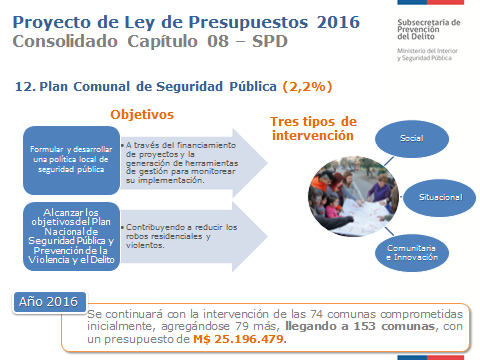 Proyecto de Ley de Presupuestos 2016
Consolidado Capítulo 08 – SPD
Subsecretaría de
Prevención
del Delito
Ministerio del Interior
y Seguridad Pública
12. Plan Comunal de Seguridad Pública (2,2%)
Objetivos
Formular y desarrollar
una política local de
seguridad pública
• A través del financiamiento
de proyectos y la
generación de herramientas
de gestión para monitorear
su implementación.
Alcanzar los
objetivos del Plan
Nacional de
Seguridad Pública y
Prevención de la
Violencia y el Delito
• Contribuyendo a reducir los
robos residenciales y
violentos.
Tres tipos de
intervención
Social
Situacional
Comunitaria
e Innovación
Año 2016
Se continuará con la intervención de las 74 comunas comprometidas
inicialmente, agregándose 79 más, llegando a 153 comunas, con
un presupuesto de M$ 25.196.479.